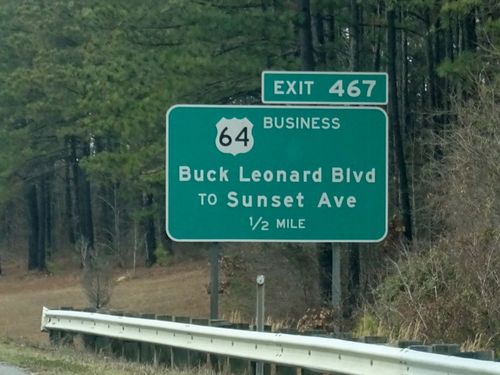 EXIT 467
64 BUSINESS
Buck Leonard Blvd
TO Sunset Ave
1/2 MILE